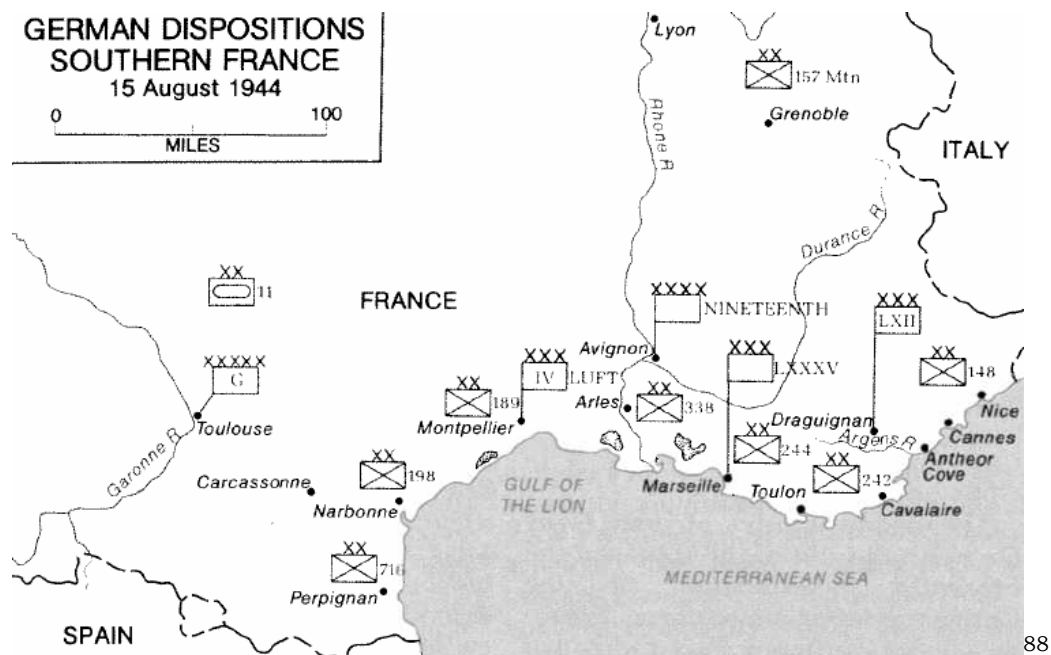 GERMAN DISPOSITIONS
SOUTHERN FRANCE
15 August 1944
0 100
MILES
Lyon
XX
157 Mtn
Grenoble
Rhone R
ITALY
Durance R
XX
11
FRANCE
XXXX
NINETEENTH
XXX
LXII
XXXXX
G
Avignon
XXX
IV LUFT
XXX
LXXXV
XX
148
XX
189
Arles
XX
338
Nice
Toulouse
Montpellier
Draguignan
Cannes
Argens R
Antheor
Cove
XX
244
Garonne R
XX
198
XX
242
Carcassonne
GULF OF
THE LION
Marseille
Toulon
Cavalaire
Narbonne
XX
716
MEDITERRANEAN SEA
Perpignan
SPAIN
88